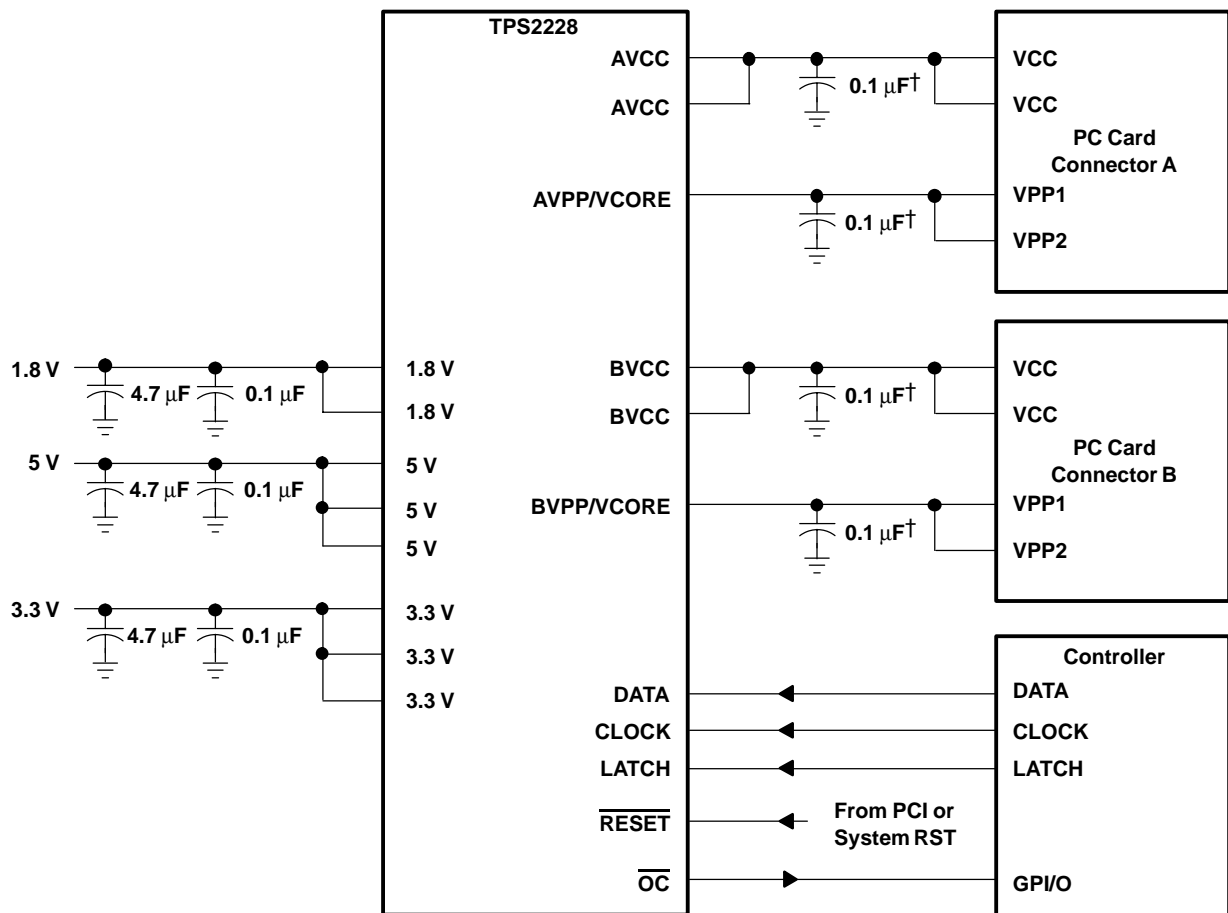 TPS2228
AVCC
AVCC
AVPP/VCORE
0.1 μF†
0.1 μF†
VCC
VCC
PC Card
Connector A
VPP1
VPP2
1.8 V
4.7 μF
0.1 μF
1.8 V
1.8 V
5 V
4.7 μF
0.1 μF
5 V
5 V
5 V
3.3 V
4.7 μF
0.1 μF
3.3 V
3.3 V
3.3 V
BVCC
BVCC
BVPP/VCORE
0.1 μF†
0.1 μF†
VCC
VCC
PC Card
Connector B
VPP1
VPP2
DATA
CLOCK
LATCH
RESET
OC
From PCI or
System RST
Controller
DATA
CLOCK
LATCH
GPI/O